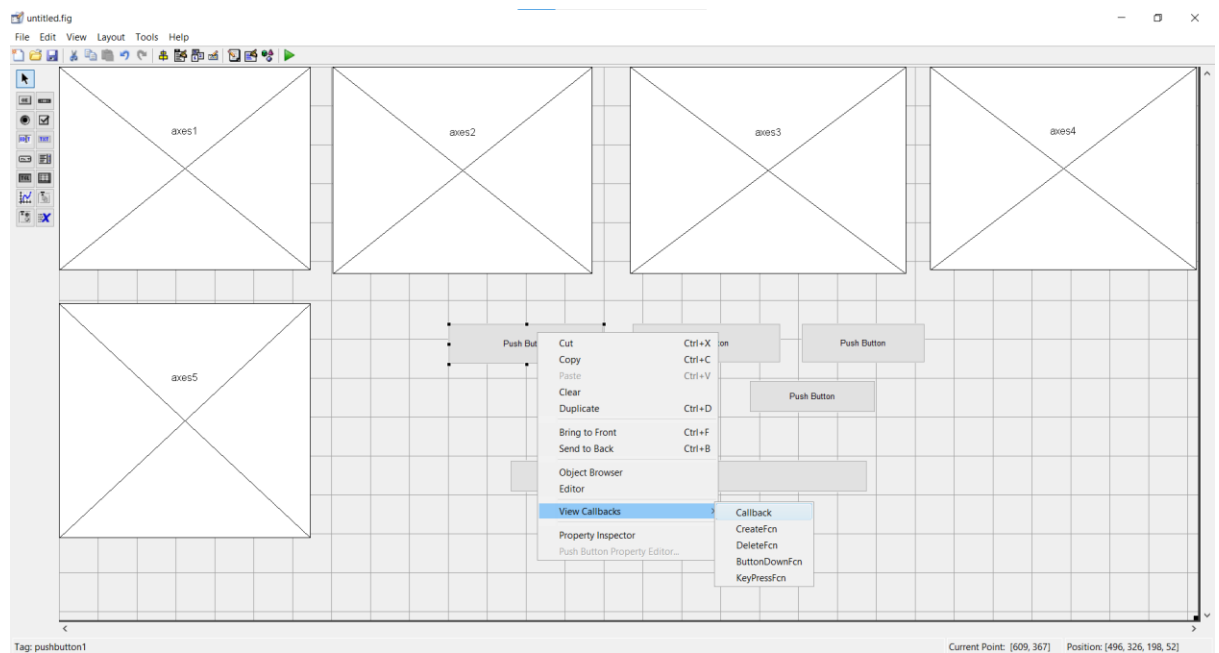 untitled.fig
File Edit View Layout Tools Help
axes1
axes2
axes3
axes4
axes5
Push But
on
Push Button
Push Button
Cut Ctrl+X
Copy Ctrl+C
Paste Ctrl+V
Clear
Duplicate Ctrl+D
Bring to Front Ctrl+F
Send to Back Ctrl+B
Object Browser
Editor
View Callbacks
Property Inspector
Push Button Property Editor...
Callback
CreateFcn
DeleteFcn
ButtonDownFcn
KeyPressFcn
Tag: pushbutton1
Current Point: [609, 367] Position: [496, 326, 198, 52]